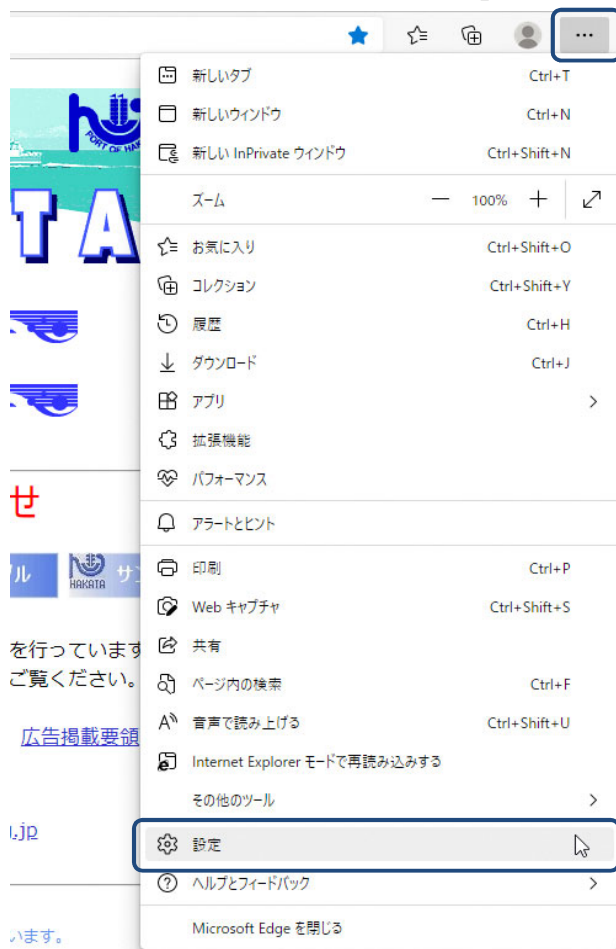 新しいタブ Ctrl+T
新しいウィンドウ Ctrl+N
新しい InPrivate ウィンドウ Ctrl+Shift+N
ズーム — 100% +
お気に入り Ctrl+Shift+O
コレクション Ctrl+Shift+Y
履歴 Ctrl+H
ダウンロード Ctrl+J
アプリ
拡張機能
パフォーマンス
アラートとヒント
印刷 Ctrl+P
Web キャプチャ Ctrl+Shift+S
共有
ページ内の検索 Ctrl+F
音声で読み上げる Ctrl+Shift+U
Internet Explorer モードで再読み込みする
その他のツール
設定
ヘルプとフィードバック
Microsoft Edge を閉じる
PORT OF HAK
TA
せ
ル
HAKATA
サン
を行っています
ご覧ください。
広告掲載要領
.jp
います。